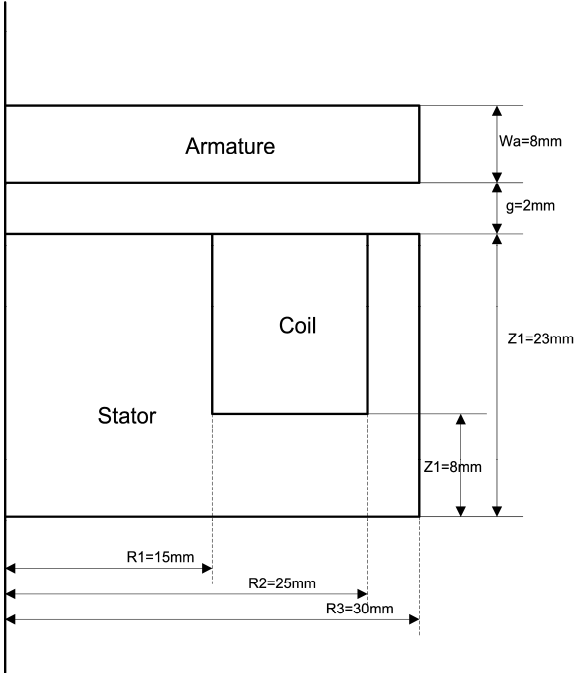 Armature
Wa=8mm
g=2mm
Coil
Z1=23mm
Stator
Z1=8mm
R1=15mm
R2=25mm
R3=30mm